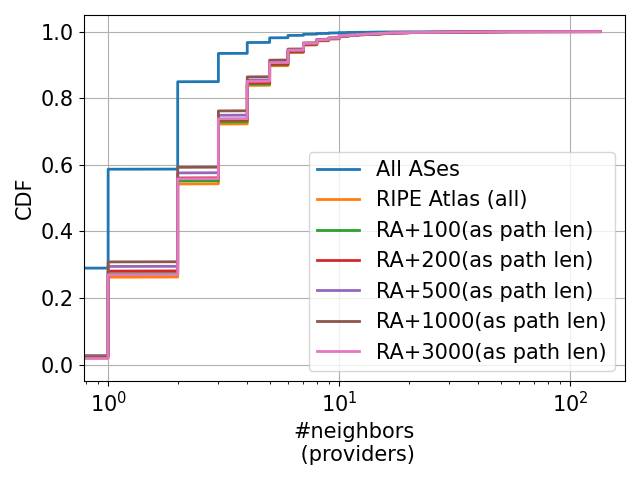 1.0
0.8
0.6
0.4
0.2
0.0
CDF
All ASes
RIPE Atlas (all)
RA+100(as path len)
RA+200(as path len)
RA+500(as path len)
RA+1000(as path len)
RA+3000(as path len)
10^0 10^1 10^2
#neighbors
(providers)